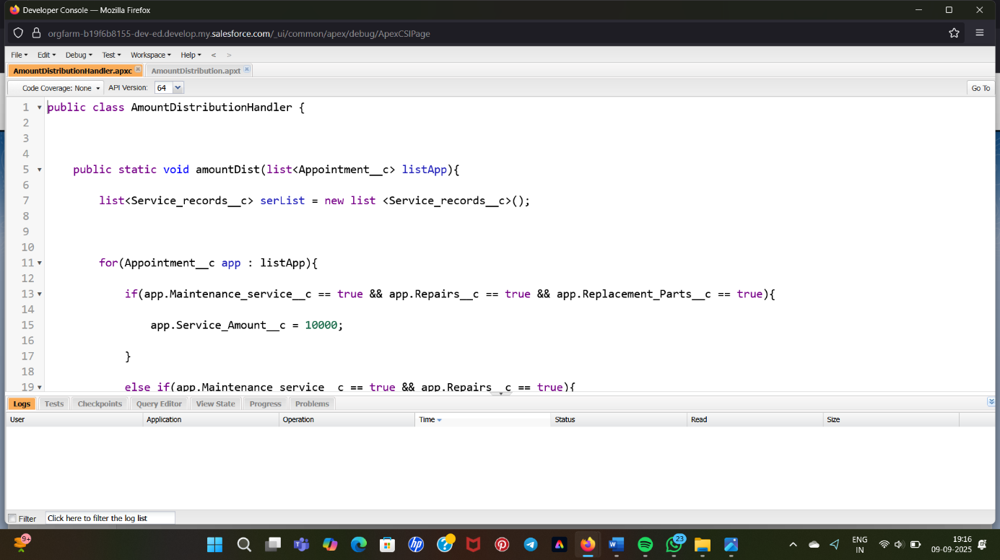 Developer Console — Mozilla Firefox
orgfarm-b19f6b8155-dev-ed.develop.my.salesforce.com/_ui/common/apex/debug/ApexCSIPage
File Edit Debug Test Workspace Help < >
AmountDistributionHandler.apxc AmountDistribution.apxt
Code Coverage: None API Version: 64 Go To
1 public class AmountDistributionHandler {
2
3
4
5 public static void amountDist(list<Appointment__c> listApp){
6
7 list<Service_records__c> serList = new list <Service_records__c>();
8
9
10
11 for(Appointment__c app : listApp){
12
13 if(app.Maintenance_service__c == true && app.Repairs__c == true && app.Replacement_Parts__c == true){
14
15 app.Service_Amount__c = 10000;
16
17 }
18
19 else if(app.Maintenance_service__c == true && app.Repairs__c == true){
Logs Tests Checkpoints Query Editor View State Progress Problems
User Application Operation Time Status Read Size
Filter Click here to filter the log list
9+
hp
W
23
ENG
IN
19:16
09-09-2025